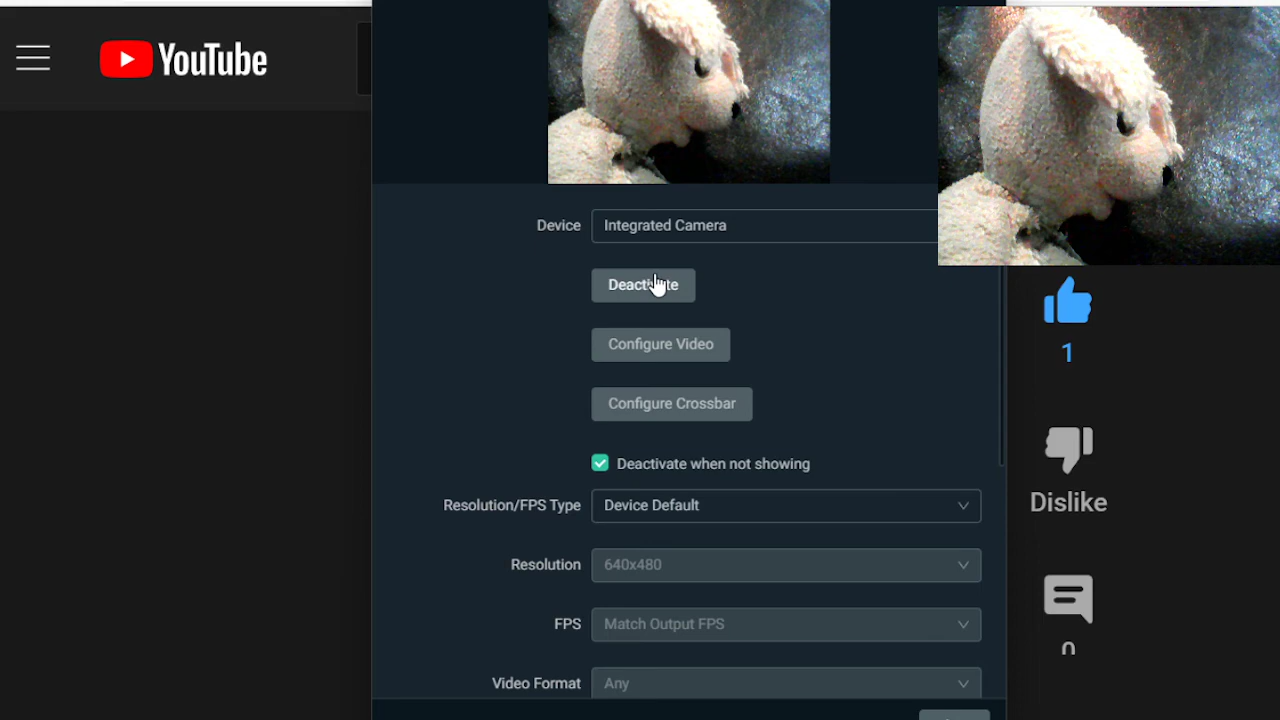 YouTube
Device Integrated Camera
Deactivate
Configure Video
Configure Crossbar
Deactivate when not showing
Resolution/FPS Type Device Default
Resolution 640x480
FPS Match Output FPS
Video Format Any
1
Dislike
0